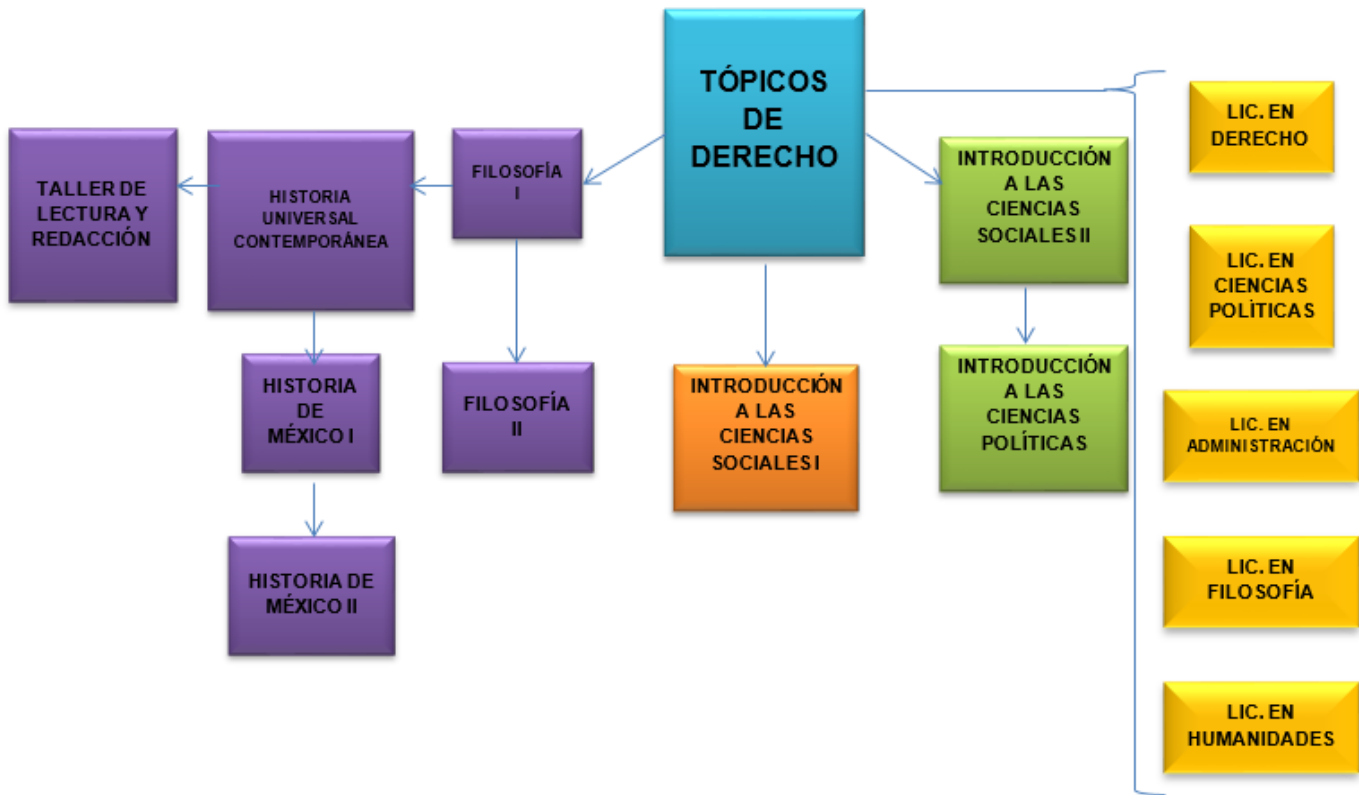 TÓPICOS
DE
DERECHO
TALLER DE
LECTURA Y
REDACCIÓN
HISTORIA
UNIVERSAL
CONTEMPORÁNEA
FILOSOFÍA
I
INTRODUCCIÓN
A LAS
CIENCIAS
SOCIALES II
HISTORIA
DE
MÉXICO I
FILOSOFÍA
II
INTRODUCCIÓN
A LAS
CIENCIAS
SOCIALES I
INTRODUCCIÓN
A LAS
CIENCIAS
POLÍTICAS
HISTORIA DE
MÉXICO II
LIC. EN
DERECHO
LIC. EN
CIENCIAS
POLÍTICAS
LIC. EN
ADMINISTRACIÓN
LIC. EN
FILOSOFÍA
LIC. EN
HUMANIDADES